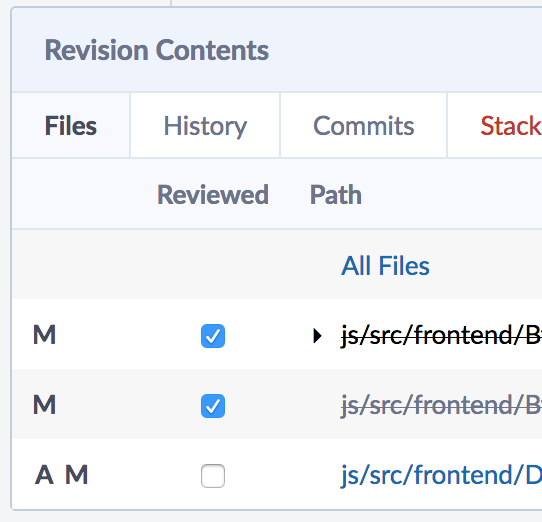 Revision Contents
Files History Commits Stack
Reviewed Path
All Files
M js/src/frontend/B
M js/src/frontend/B
A M js/src/frontend/D